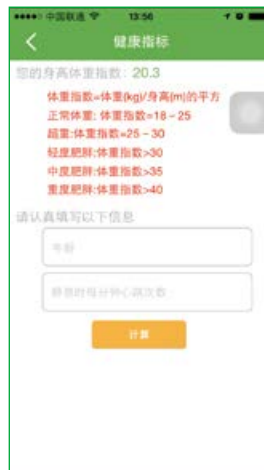 中国联通 13:56
健康指标
您的身高体重指数: 20.3
体重指数=体重(kg)/身高(m)的平方
正常体重: 体重指数=18-25
超重:体重指数=25-30
轻度肥胖:体重指数>30
中度肥胖:体重指数>35
重度肥胖:体重指数>40
请认真填写以下信息
年龄
静息时每分钟心跳次数
计算